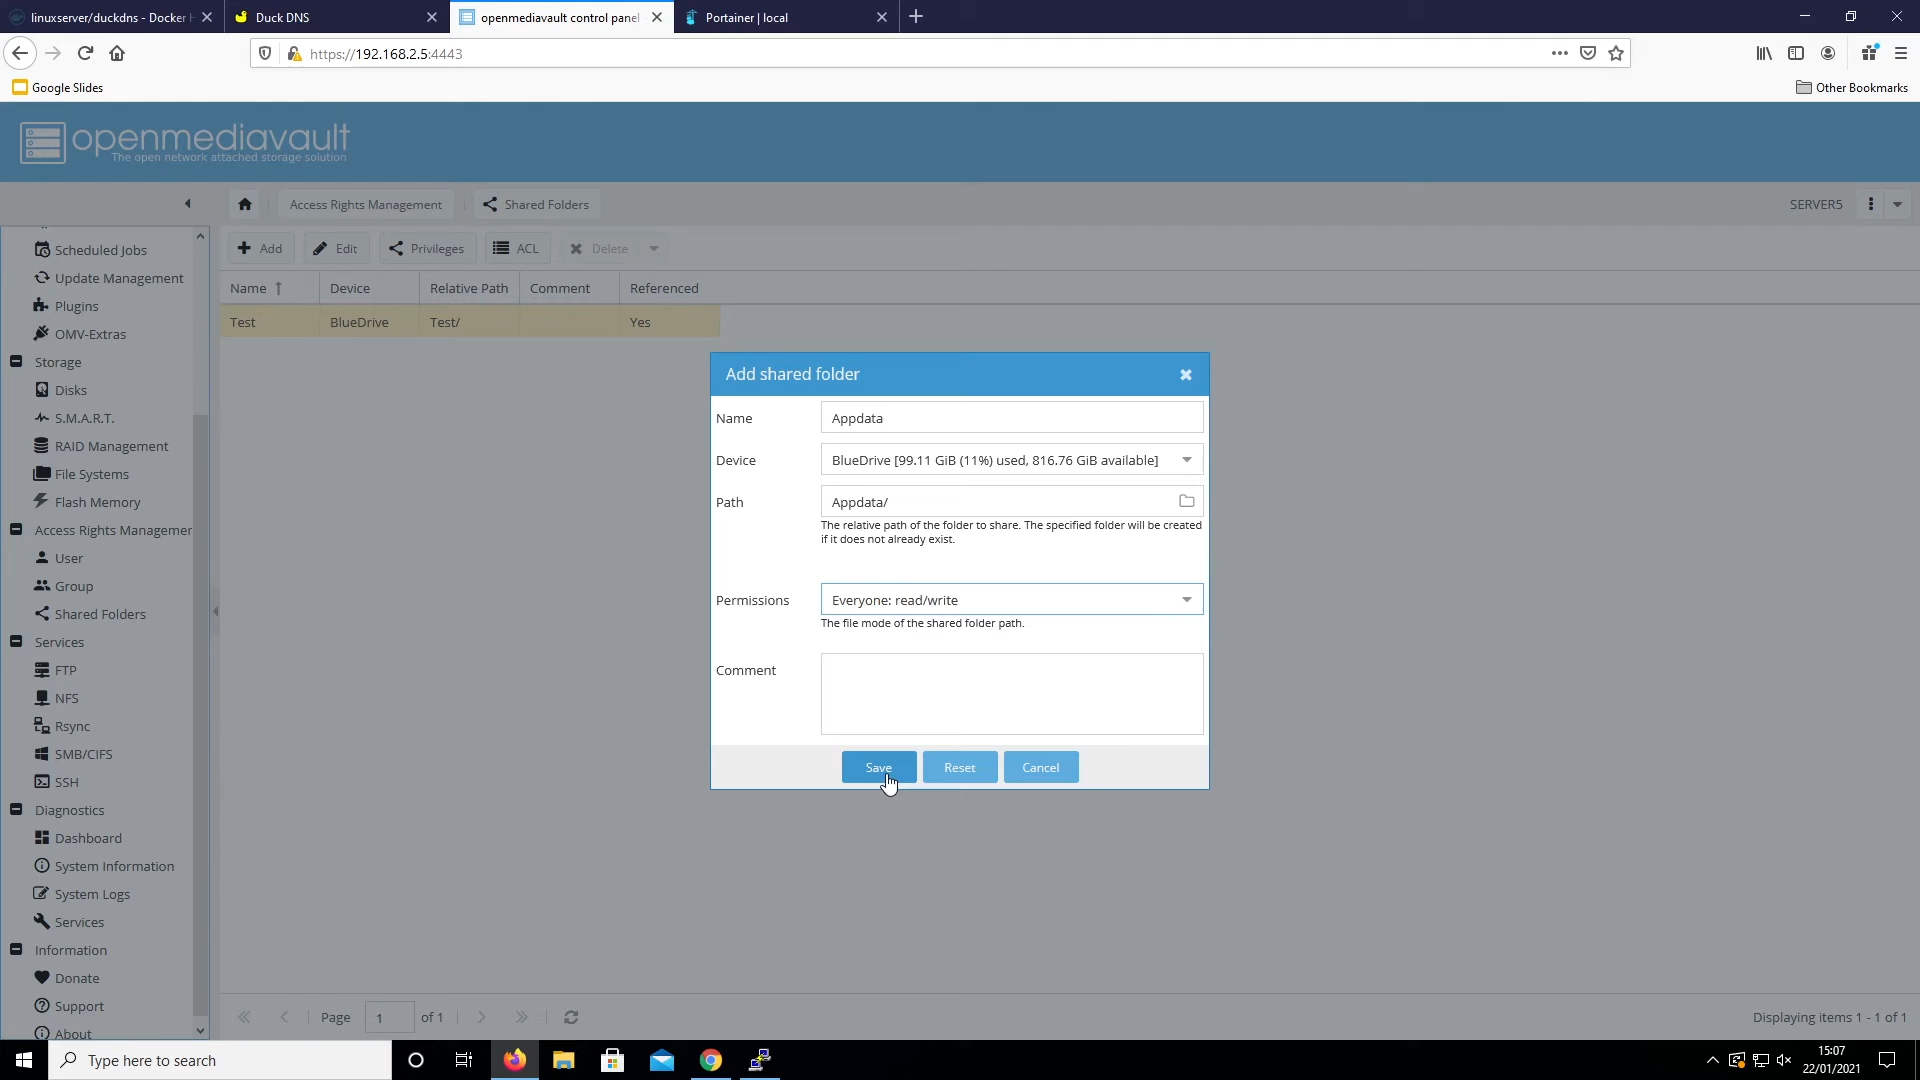 linuxserver/duckdns - Docker H
Duck DNS
openmediavault control panel
Portainer | local
https://192.168.2.5:4443
Google Slides
Other Bookmarks
openmediavault
The open network attached storage solution
Access Rights Management
Shared Folders
SERVER5
Scheduled Jobs
Update Management
Plugins
OMV-Extras
Storage
Disks
S.M.A.R.T.
RAID Management
File Systems
Flash Memory
Access Rights Managemen
User
Group
Shared Folders
Services
FTP
NFS
Rsync
SMB/CIFS
SSH
Diagnostics
Dashboard
System Information
System Logs
Services
Information
Donate
Support
About
Add
Edit
Privileges
ACL
Delete
Name Device Relative Path Comment Referenced
Test BlueDrive Test/ Yes
Add shared folder
Name Appdata
Device BlueDrive [99.11 GiB (11%) used, 816.76 GiB available]
Path Appdata/
The relative path of the folder to share. The specified folder will be created
if it does not already exist.
Permissions Everyone: read/write
The file mode of the shared folder path.
Comment
Save Reset Cancel
Page 1 of 1
Displaying items 1 - 1 of 1
Type here to search
15:07
22/01/2021